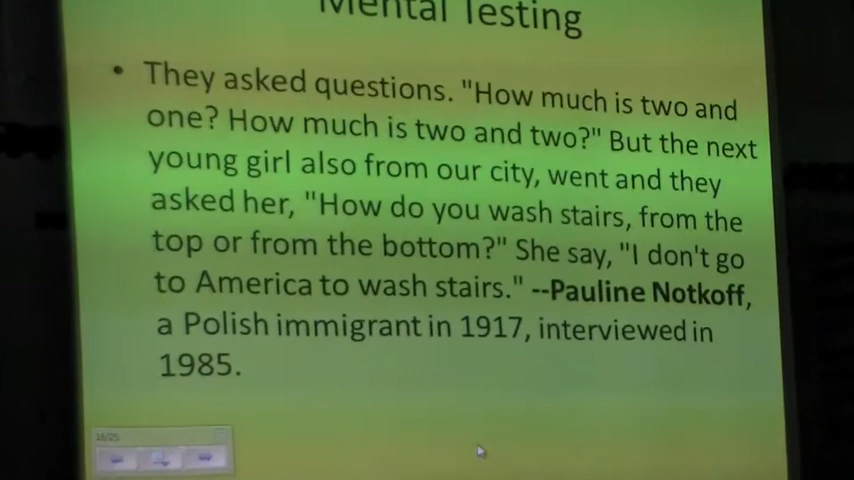 Mental Testing
• They asked questions. "How much is two and
one? How much is two and two?" But the next
young girl also from our city, went and they
asked her, "How do you wash stairs, from the
top or from the bottom?" She say, "I don't go
to America to wash stairs." --Pauline Notkoff,
a Polish immigrant in 1917, interviewed in
1985.
16/25